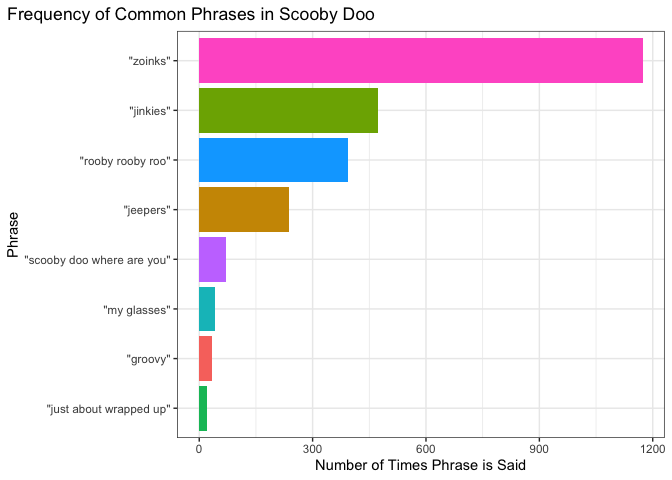 Frequency of Common Phrases in Scooby Doo
"zoinks"
"jinkies"
"rooby rooby roo"
"jeepers"
"scooby doo where are you"
"my glasses"
"groovy"
"just about wrapped up"
Phrase
0 300 600 900 1200
Number of Times Phrase is Said